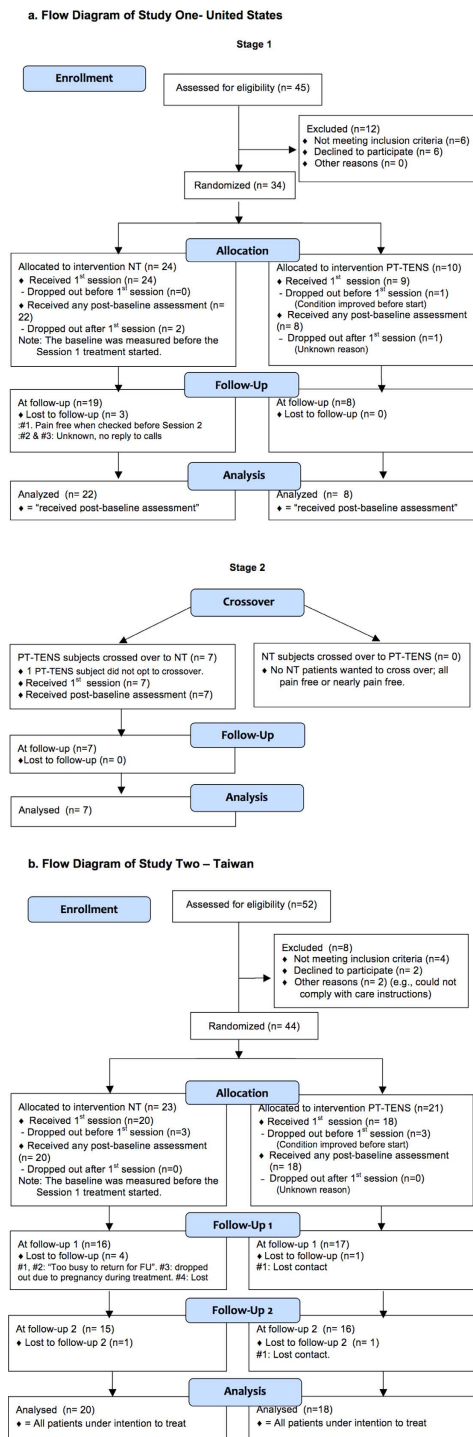 a. Flow Diagram of Study One- United States
Stage 1
Enrollment
Assessed for eligibility (n= 45)
Excluded (n=12)
♦ Not meeting inclusion criteria (n=6)
♦ Declined to participate (n= 6)
♦ Other reasons (n= 0)
Randomized (n= 34)
Allocation
Allocated to intervention NT (n= 24)
♦ Received 1st session (n= 24)
- Dropped out before 1st session (n=0)
♦ Received any post-baseline assessment (n=
22)
- Dropped out after 1st session (n= 2)
Note: The baseline was measured before the
Session 1 treatment started.
Allocated to intervention PT-TENS (n=10)
♦ Received 1st session (n= 9)
- Dropped out before 1st session (n=1)
(Condition improved before start)
♦ Received any post-baseline assessment
(n= 8)
- Dropped out after 1st session (n=1)
(Unknown reason)
Follow-Up
At follow-up (n=19)
♦ Lost to follow-up (n= 3)
:#1. Pain free when checked before Session 2
:#2 & #3: Unknown, no reply to calls
At follow-up (n=8)
♦ Lost to follow-up (n= 0)
Analysis
Analyzed (n= 22)
♦ = "received post-baseline assessment"
Analyzed (n= 8)
♦ = "received post-baseline assessment"
Stage 2
Crossover
PT-TENS subjects crossed over to NT (n= 7)
♦ 1 PT-TENS subject did not opt to crossover.
♦ Received 1st session (n= 7)
♦ Received post-baseline assessment (n=7)
NT subjects crossed over to PT-TENS (n= 0)
♦ No NT patients wanted to cross over; all
pain free or nearly pain free.
Follow-Up
At follow-up (n=7)
♦Lost to follow-up (n= 0)
Analysis
Analysed (n= 7)
b. Flow Diagram of Study Two – Taiwan
Enrollment
Assessed for eligibility (n=52)
Excluded (n=8)
♦ Not meeting inclusion criteria (n=4)
♦ Declined to participate (n= 2)
♦ Other reasons (n= 2) (e.g., could not
comply with care instructions)
Randomized (n= 44)
Allocation
Allocated to intervention NT (n= 23)
♦ Received 1st session (n=20)
- Dropped out before 1st session (n=3)
♦ Received any post-baseline assessment
(n= 20)
- Dropped out after 1st session (n=0)
Note: The baseline was measured before the
Session 1 treatment started.
Allocated to intervention PT-TENS (n=21)
♦ Received 1st session (n= 18)
- Dropped out before 1st session (n=3)
(Condition improved before start)
♦ Received any post-baseline assessment
(n= 18)
- Dropped out after 1st session (n=0)
(Unknown reason)
Follow-Up 1
At follow-up 1 (n=16)
♦ Lost to follow-up (n= 4)
#1, #2: "Too busy to return for FU". #3: dropped
out due to pregnancy during treatment. #4: Lost
At follow-up 1 (n=17)
♦ Lost to follow-up (n=1)
#1: Lost contact
Follow-Up 2
At follow-up 2 (n= 15)
♦ Lost to follow-up 2 (n=1)
At follow-up 2 (n= 16)
♦ Lost to follow-up 2 (n= 1)
#1: Lost contact.
Analysis
Analysed (n= 20)
♦ = All patients under intention to treat
Analysed (n=18)
♦ = All patients under intention to treat